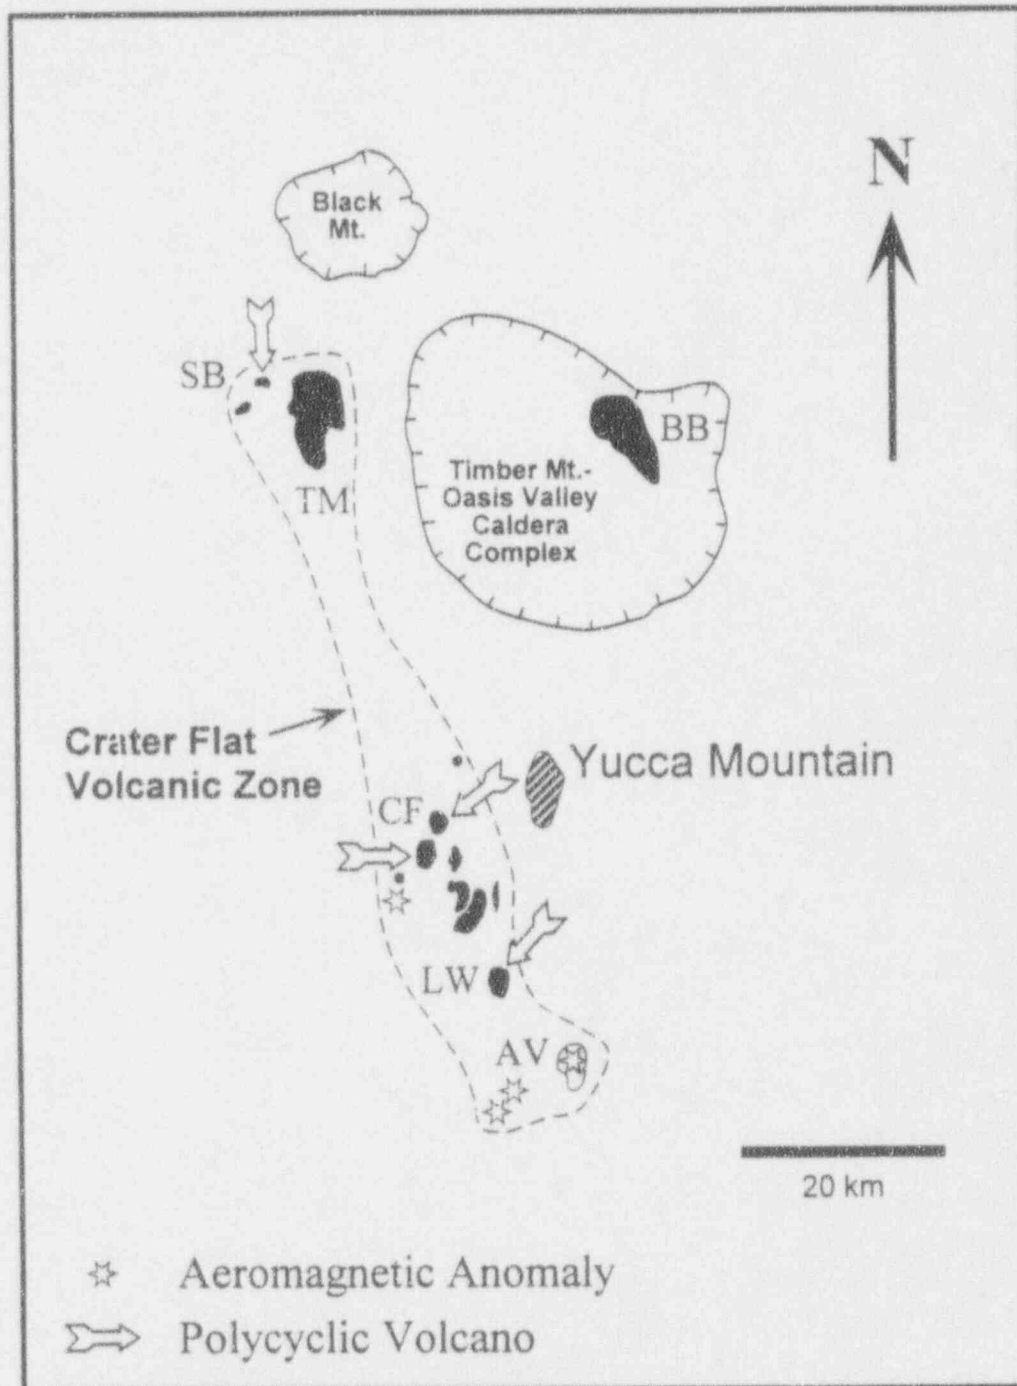 Black
Mt.
N
SB
TM
BB
Timber Mt.-
Oasis Valley
Caldera
Complex
Crater Flat
Volcanic Zone
Yucca Mountain
CF
LW
AV
20 km
Aeromagnetic Anomaly
Polycyclic Volcano